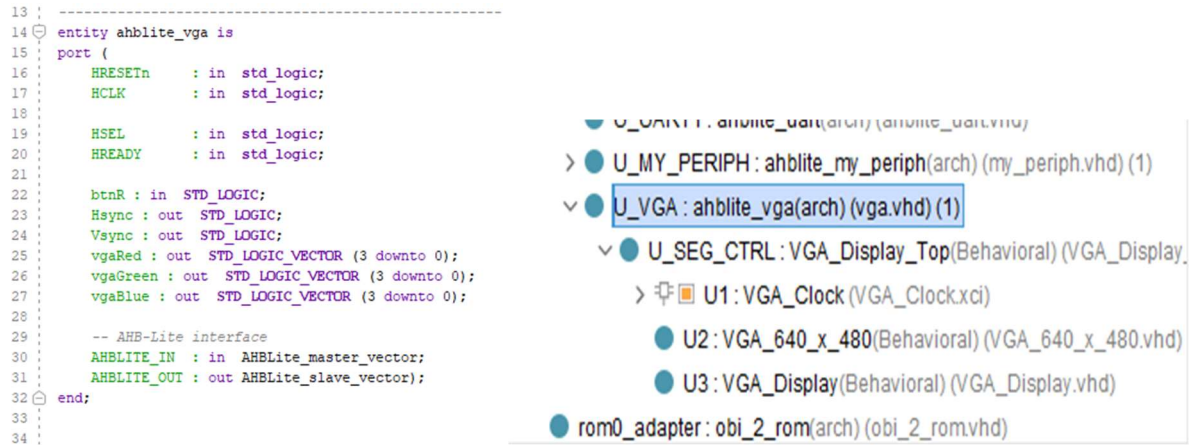 13 --------------------------------------------------
14 entity ahblite_vga is
15 port (
16 HRESETn : in std_logic;
17 HCLK : in std_logic;
18
19 HSEL : in std_logic;
20 HREADY : in std_logic;
21
22 btnR : in STD_LOGIC;
23 Hsync : out STD_LOGIC;
24 Vsync : out STD_LOGIC;
25 vgaRed : out STD_LOGIC_VECTOR (3 downto 0);
26 vgaGreen : out STD_LOGIC_VECTOR (3 downto 0);
27 vgaBlue : out STD_LOGIC_VECTOR (3 downto 0);
28
29 -- AHB-Lite interface
30 AHBLITE_IN : in AHBLite_master_vector;
31 AHBLITE_OUT : out AHBLite_slave_vector);
32 end;
33
34
U_MY_PERIPH : ahblite_my_periph(arch) (my_periph.vhd) (1)
U_VGA : ahblite_vga(arch) (vga.vhd) (1)
U_SEG_CTRL : VGA_Display_Top(Behavioral) (VGA_Display_
U1 : VGA_Clock (VGA_Clock.xci)
U2 : VGA_640_x_480(Behavioral) (VGA_640_x_480.vhd)
U3 : VGA_Display(Behavioral) (VGA_Display.vhd)
rom0_adapter : obi_2_rom(arch) (obi_2_rom.vhd)